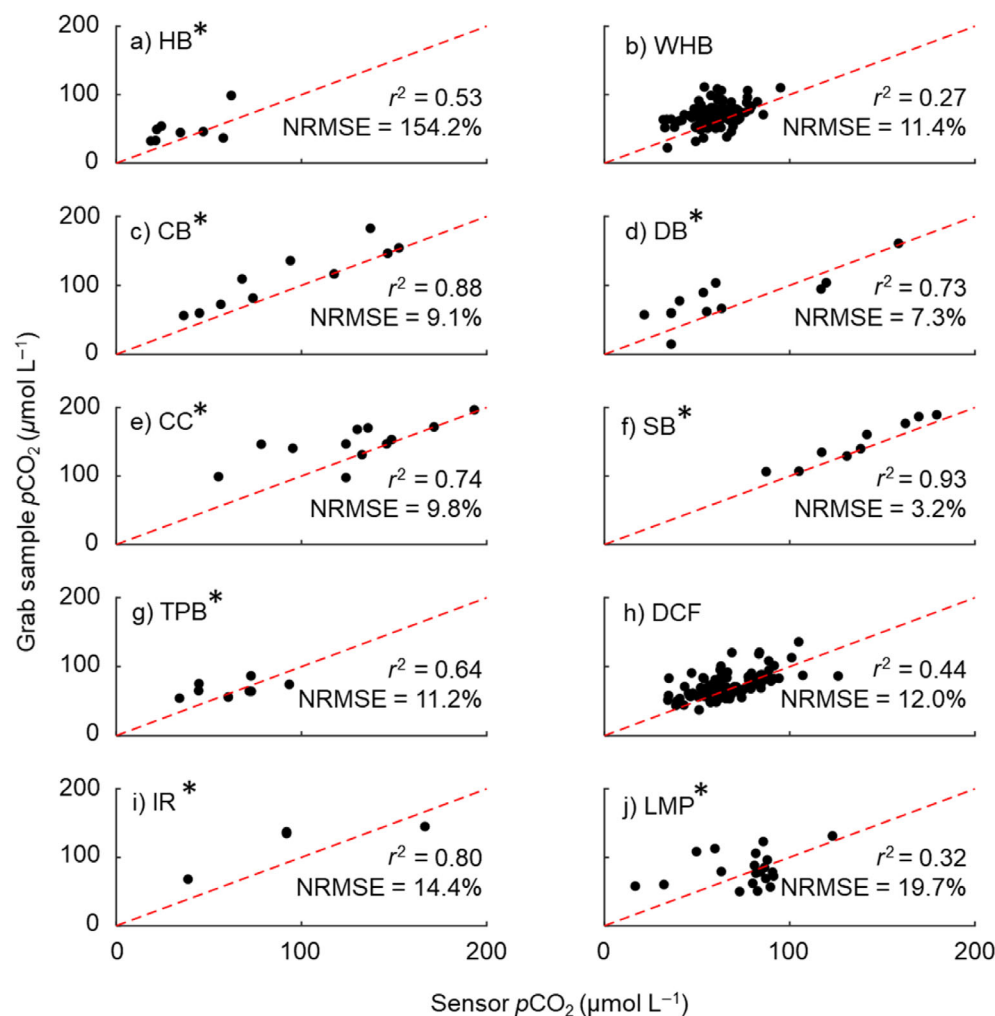 200
100
0
a) HB*
r² = 0.53
NRMSE = 154.2%
b) WHB
r² = 0.27
NRMSE = 11.4%
200
100
0
c) CB*
r² = 0.88
NRMSE = 9.1%
d) DB*
r² = 0.73
NRMSE = 7.3%
200
100
0
e) CC*
r² = 0.74
NRMSE = 9.8%
f) SB*
r² = 0.93
NRMSE = 3.2%
200
100
0
g) TPB*
r² = 0.64
NRMSE = 11.2%
h) DCF
r² = 0.44
NRMSE = 12.0%
200
100
0
i) IR *
r² = 0.80
NRMSE = 14.4%
j) LMP*
r² = 0.32
NRMSE = 19.7%
0 100 200
0 100 200
Grab sample pCO₂ (µmol L⁻¹)
Sensor pCO₂ (µmol L⁻¹)